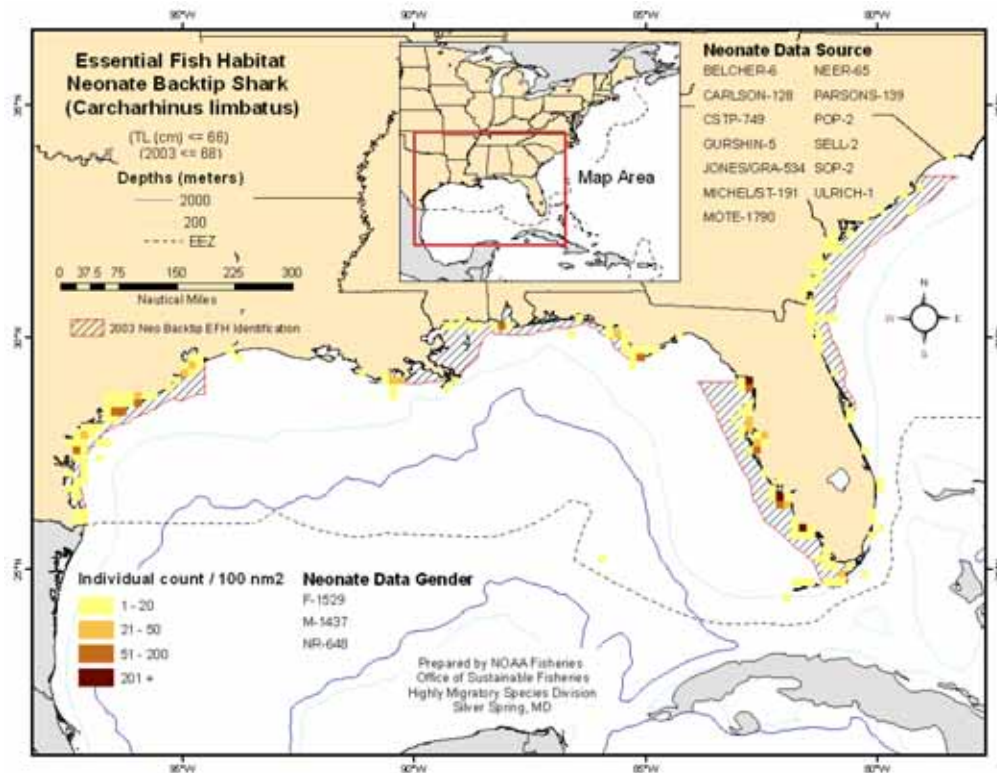 95°W 90°W 85°W 80°W
Essential Fish Habitat
Neonate Backtip Shark
(Carcharhinus limbatus)
(TL (cm) <= 66)
(2003 <= 68)
Depths (meters)
2000
200
EEZ
0 37.5 75 150 225 300
Nautical Miles
2003 Neo Backtip EFH Identification
Map Area
Neonate Data Source
BELCHER-6 NEER-65
CARLSON-128 PARSONS-139
CSTP-749 POP-2
GURSHIN-5 SELL-2
JONES/GRA-534 SOP-2
MICHEL/ST-191 ULRICH-1
MOTE-1790
N
W E
S
35°N
30°N
25°N
Individual count / 100 nm2
1 - 20
21 - 50
51 - 200
201 +
Neonate Data Gender
F-1529
M-1437
NR-648
Prepared by NOAA Fisheries
Office of Sustainable Fisheries
Highly Migratory Species Division
Silver Spring, MD
95°W 90°W 85°W 80°W